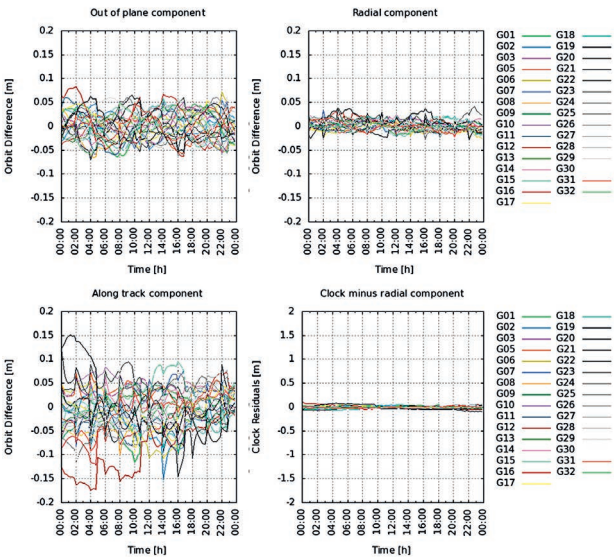 Out of plane component
Orbit Difference [m]
0.2
0.15
0.1
0.05
0
-0.05
-0.1
-0.15
-0.2
00:00 02:00 04:00 06:00 08:00 10:00 12:00 14:00 16:00 18:00 20:00 22:00 00:00
Time [h]
Radial component
Orbit Difference [m]
0.2
0.15
0.1
0.05
0
-0.05
-0.1
-0.15
-0.2
00:00 02:00 04:00 06:00 08:00 10:00 12:00 14:00 16:00 18:00 20:00 22:00 00:00
Time [h]
G01 G18
G02 G19
G03 G20
G05 G21
G06 G22
G07 G23
G08 G24
G09 G25
G10 G26
G11 G27
G12 G28
G13 G29
G14 G30
G15 G31
G16 G32
G17
Along track component
Orbit Difference [m]
0.2
0.15
0.1
0.05
0
-0.05
-0.1
-0.15
-0.2
00:00 02:00 04:00 06:00 08:00 10:00 12:00 14:00 16:00 18:00 20:00 22:00 00:00
Time [h]
Clock minus radial component
Clock Residuals [m]
2
1.5
1
0.5
0
-0.5
-1
-1.5
-2
00:00 02:00 04:00 06:00 08:00 10:00 12:00 14:00 16:00 18:00 20:00 22:00 00:00
Time [h]
G01 G18
G02 G19
G03 G20
G05 G21
G06 G22
G07 G23
G08 G24
G09 G25
G10 G26
G11 G27
G12 G28
G13 G29
G14 G30
G15 G31
G16 G32
G17